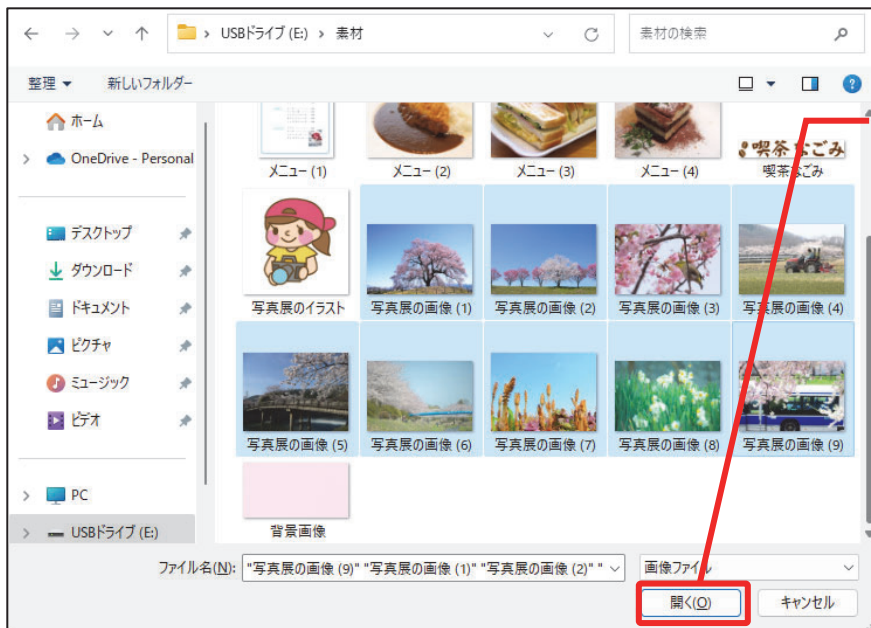 USBドライブ (E:) › 素材
素材の検索
整理 新しいフォルダー
ホーム
OneDrive - Personal
デスクトップ
ダウンロード
ドキュメント
ピクチャ
ミュージック
ビデオ
PC
USBドライブ (E:)
メニュー (1) メニュー (2) メニュー (3) メニュー (4) 喫茶なごみ
喫茶なごみ
写真展のイラスト 写真展の画像 (1) 写真展の画像 (2) 写真展の画像 (3) 写真展の画像 (4)
写真展の画像 (5) 写真展の画像 (6) 写真展の画像 (7) 写真展の画像 (8) 写真展の画像 (9)
背景画像
ファイル名(N): "写真展の画像 (9)" "写真展の画像 (1)" "写真展の画像 (2)" " 画像ファイル
開く(O) キャンセル